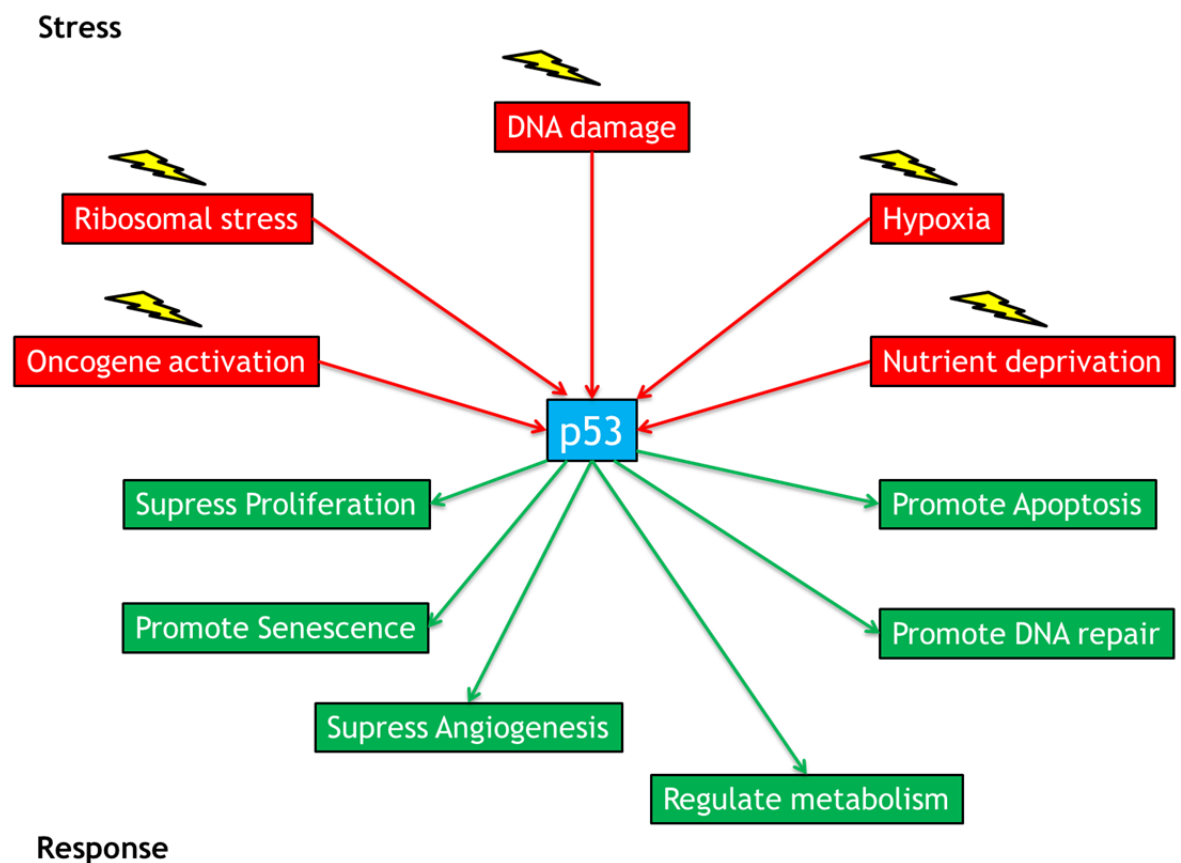 Stress
DNA damage
Ribosomal stress
Hypoxia
Oncogene activation
Nutrient deprivation
p53
Supress Proliferation
Promote Apoptosis
Promote Senescence
Promote DNA repair
Supress Angiogenesis
Regulate metabolism
Response